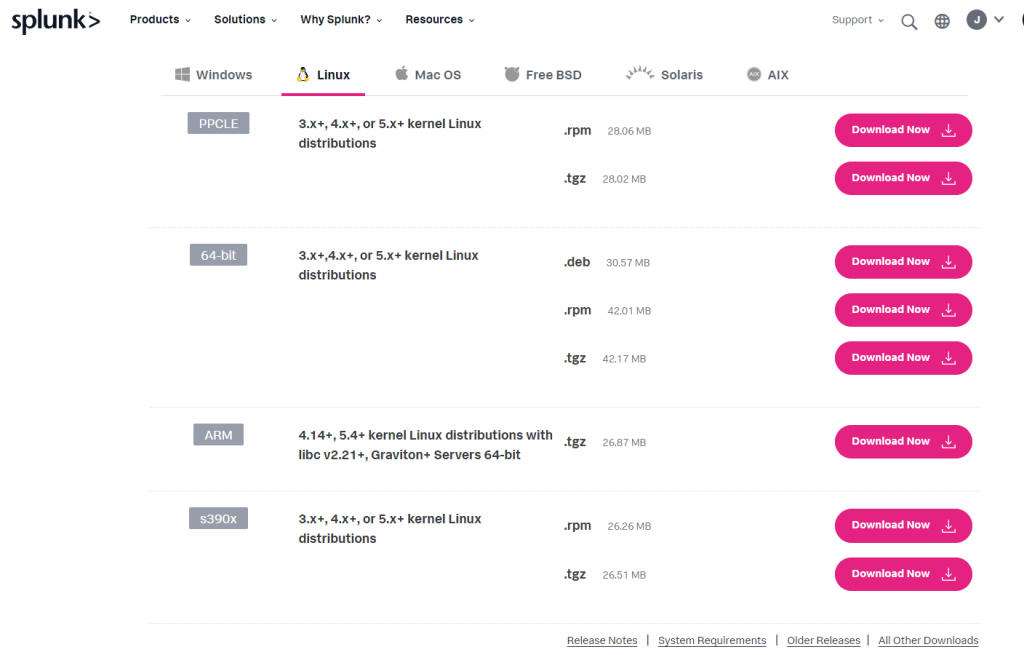 splunk> Products Solutions Why Splunk? Resources Support J
Windows Linux Mac OS Free BSD Solaris AIX AIX
PPCLE 3.x+, 4.x+, or 5.x+ kernel Linux .rpm 28.06 MB Download Now
distributions
.tgz 28.02 MB Download Now
64-bit 3.x+,4.x+, or 5.x+ kernel Linux .deb 30.57 MB Download Now
distributions
.rpm 42.01 MB Download Now
.tgz 42.17 MB Download Now
ARM 4.14+, 5.4+ kernel Linux distributions with .tgz 26.87 MB Download Now
libc v2.21+, Graviton+ Servers 64-bit
s390x 3.x+, 4.x+, or 5.x+ kernel Linux .rpm 26.26 MB Download Now
distributions
.tgz 26.51 MB Download Now
Release Notes | System Requirements | Older Releases | All Other Downloads